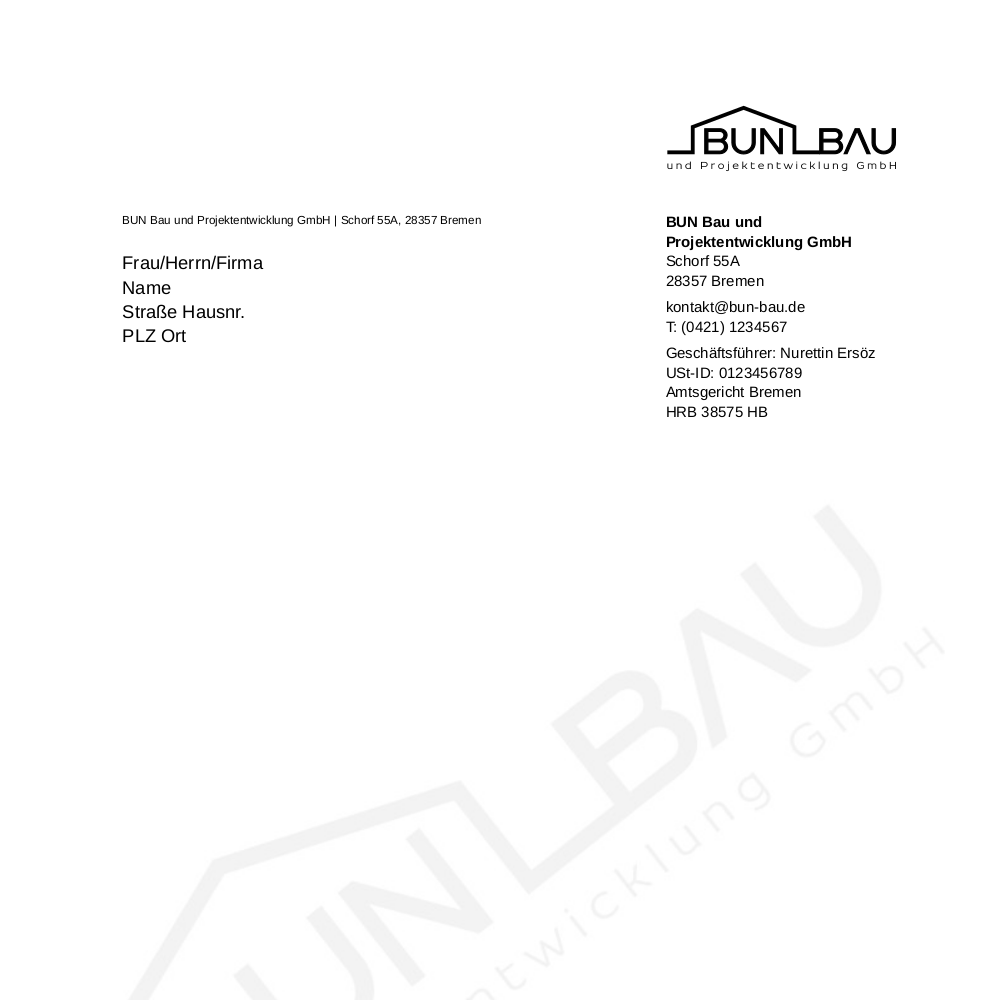 BUN BAU
und Projektentwicklung GmbH
BUN Bau und Projektentwicklung GmbH | Schorf 55A, 28357 Bremen
Frau/Herrn/Firma
Name
Straße Hausnr.
PLZ Ort
BUN Bau und
Projektentwicklung GmbH
Schorf 55A
28357 Bremen
kontakt@bun-bau.de
T: (0421) 1234567
Geschäftsführer: Nurettin Ersöz
USt-ID: 0123456789
Amtsgericht Bremen
HRB 38575 HB
UN BAU
ntwicklung GmbH